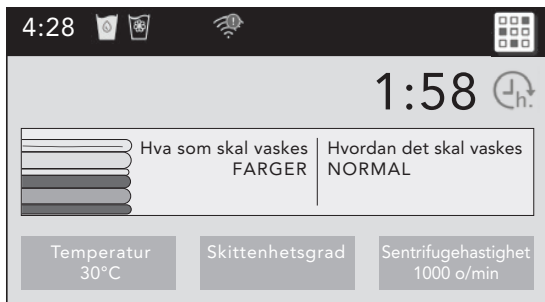 4:28
1:58 h.
Hva som skal vaskes
FARGER
Hvordan det skal vaskes
NORMAL
Temperatur
30°C
Skittenhetsgrad
Sentrifugehastighet
1000 o/min